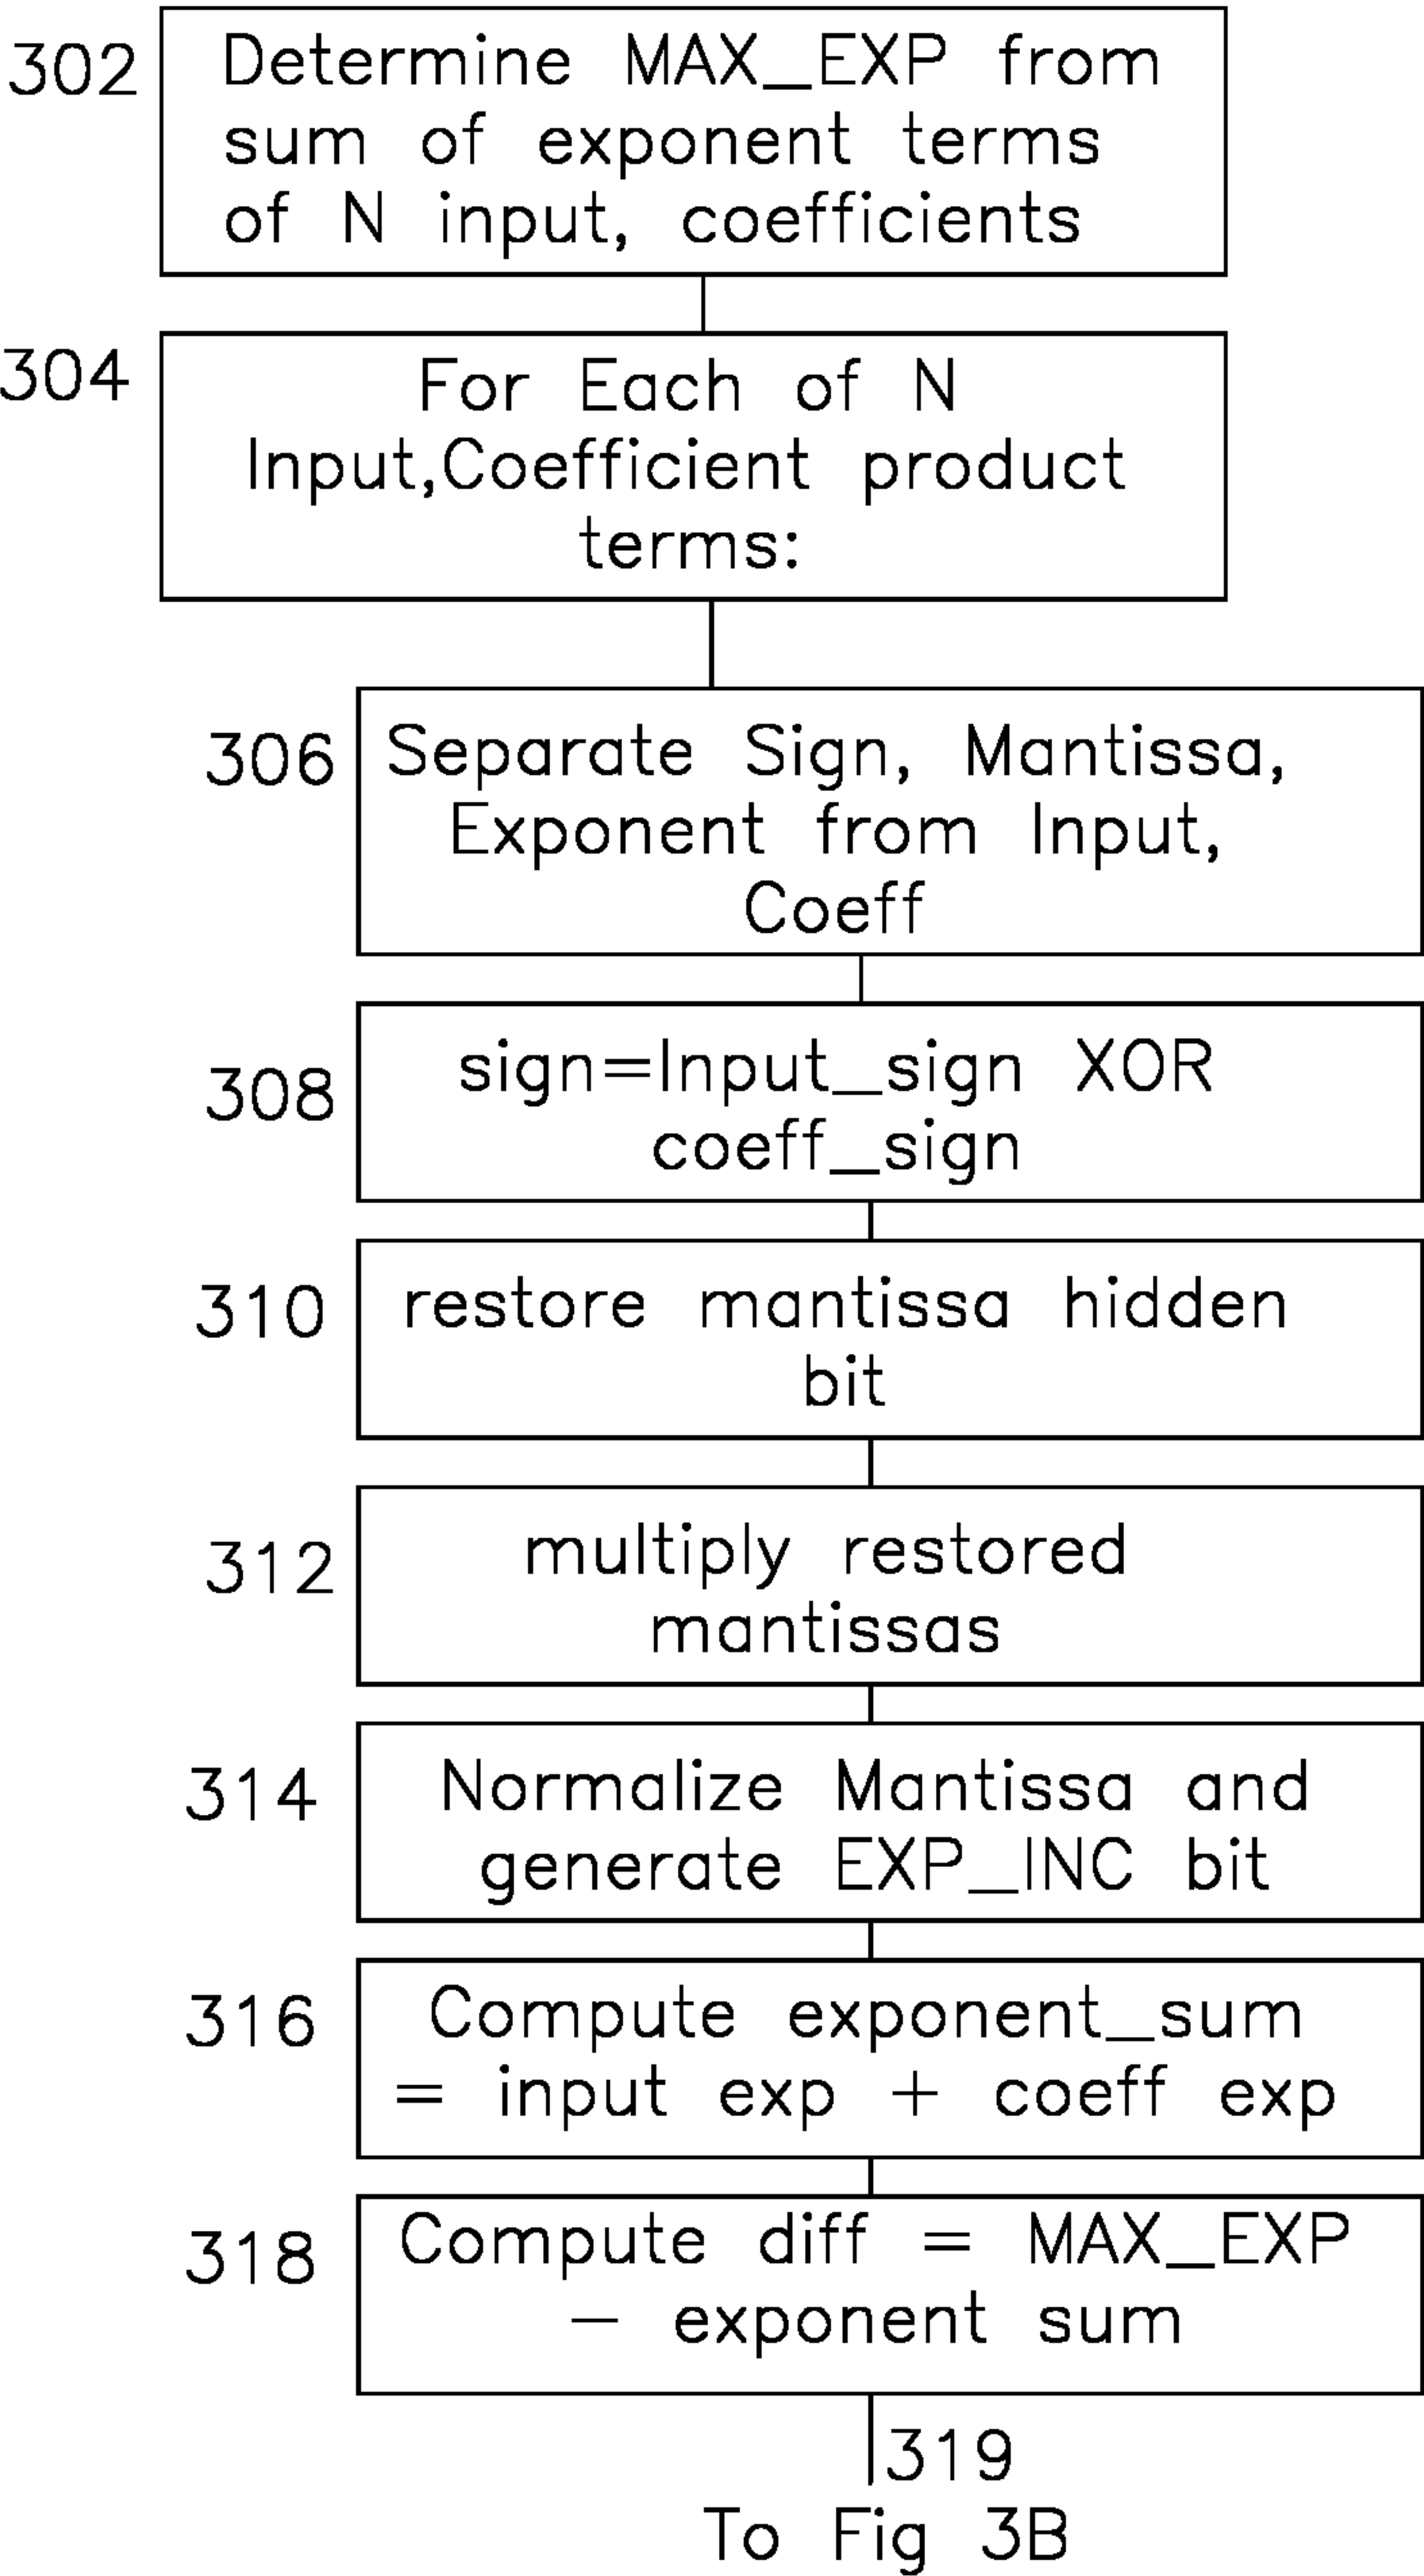 302
Determine MAX_EXP from
sum of exponent terms
of N input, coefficients
304
For Each of N
Input,Coefficient product
terms:
306
Separate Sign, Mantissa,
Exponent from Input,
Coeff
308
sign=Input_sign XOR
coeff_sign
310
restore mantissa hidden
bit
312
multiply restored
mantissas
314
Normalize Mantissa and
generate EXP_INC bit
316
Compute exponent_sum
= input exp + coeff exp
318
Compute diff = MAX_EXP
- exponent sum
319
To Fig 3B